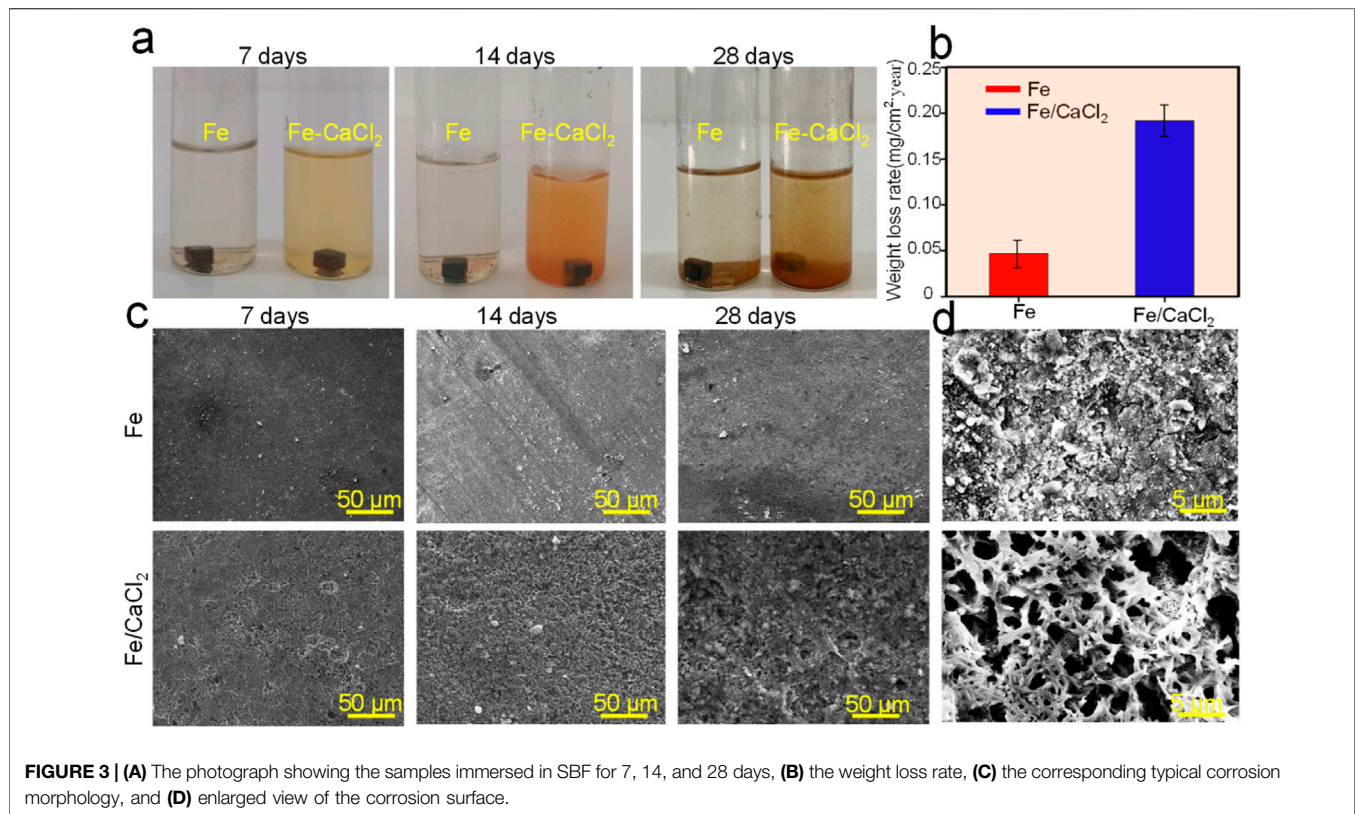 a
7 days
14 days
28 days
Fe
Fe-CaCl₂
Fe
Fe-CaCl₂
Fe
Fe-CaCl₂
b
Weight loss rate(mg/cm²·year)
0.25
0.20
0.15
0.10
0.05
0
Fe
Fe/CaCl₂
Fe
Fe/CaCl₂
c
7 days
14 days
28 days
d
Fe
50 µm
50 µm
50 µm
5 µm
Fe/CaCl₂
50 µm
50 µm
50 µm
5 µm
FIGURE 3 | (A) The photograph showing the samples immersed in SBF for 7, 14, and 28 days, (B) the weight loss rate, (C) the corresponding typical corrosion
morphology, and (D) enlarged view of the corrosion surface.